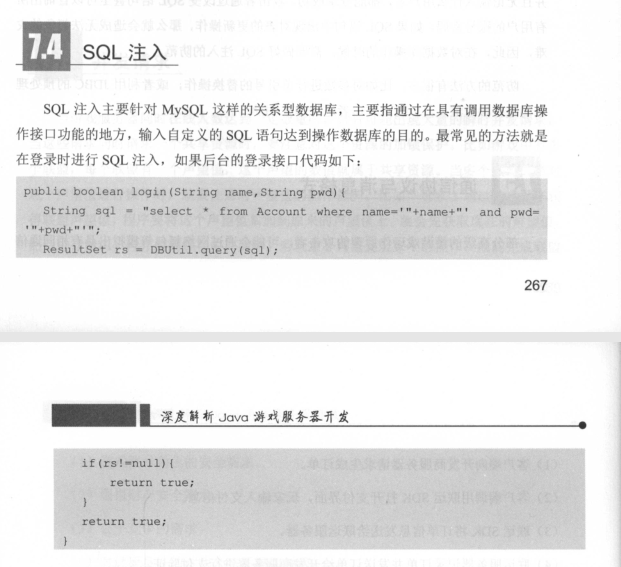 7.4 SQL 注入
SQL 注入主要针对 MySQL 这样的关系型数据库，主要指通过在具有调用数据库操
作接口功能的地方，输入自定义的 SQL 语句达到操作数据库的目的。最常见的方法就是
在登录时进行 SQL 注入，如果后台的登录接口代码如下：
public boolean login(String name,String pwd){
String sql = "select * from Account where name='"+name+"' and pwd=
'"+pwd+"'";
ResultSet rs = DBUtil.query(sql);
267
深度解析 Java 游戏服务器开发
if(rs!=null){
return true;
}
return true;
}